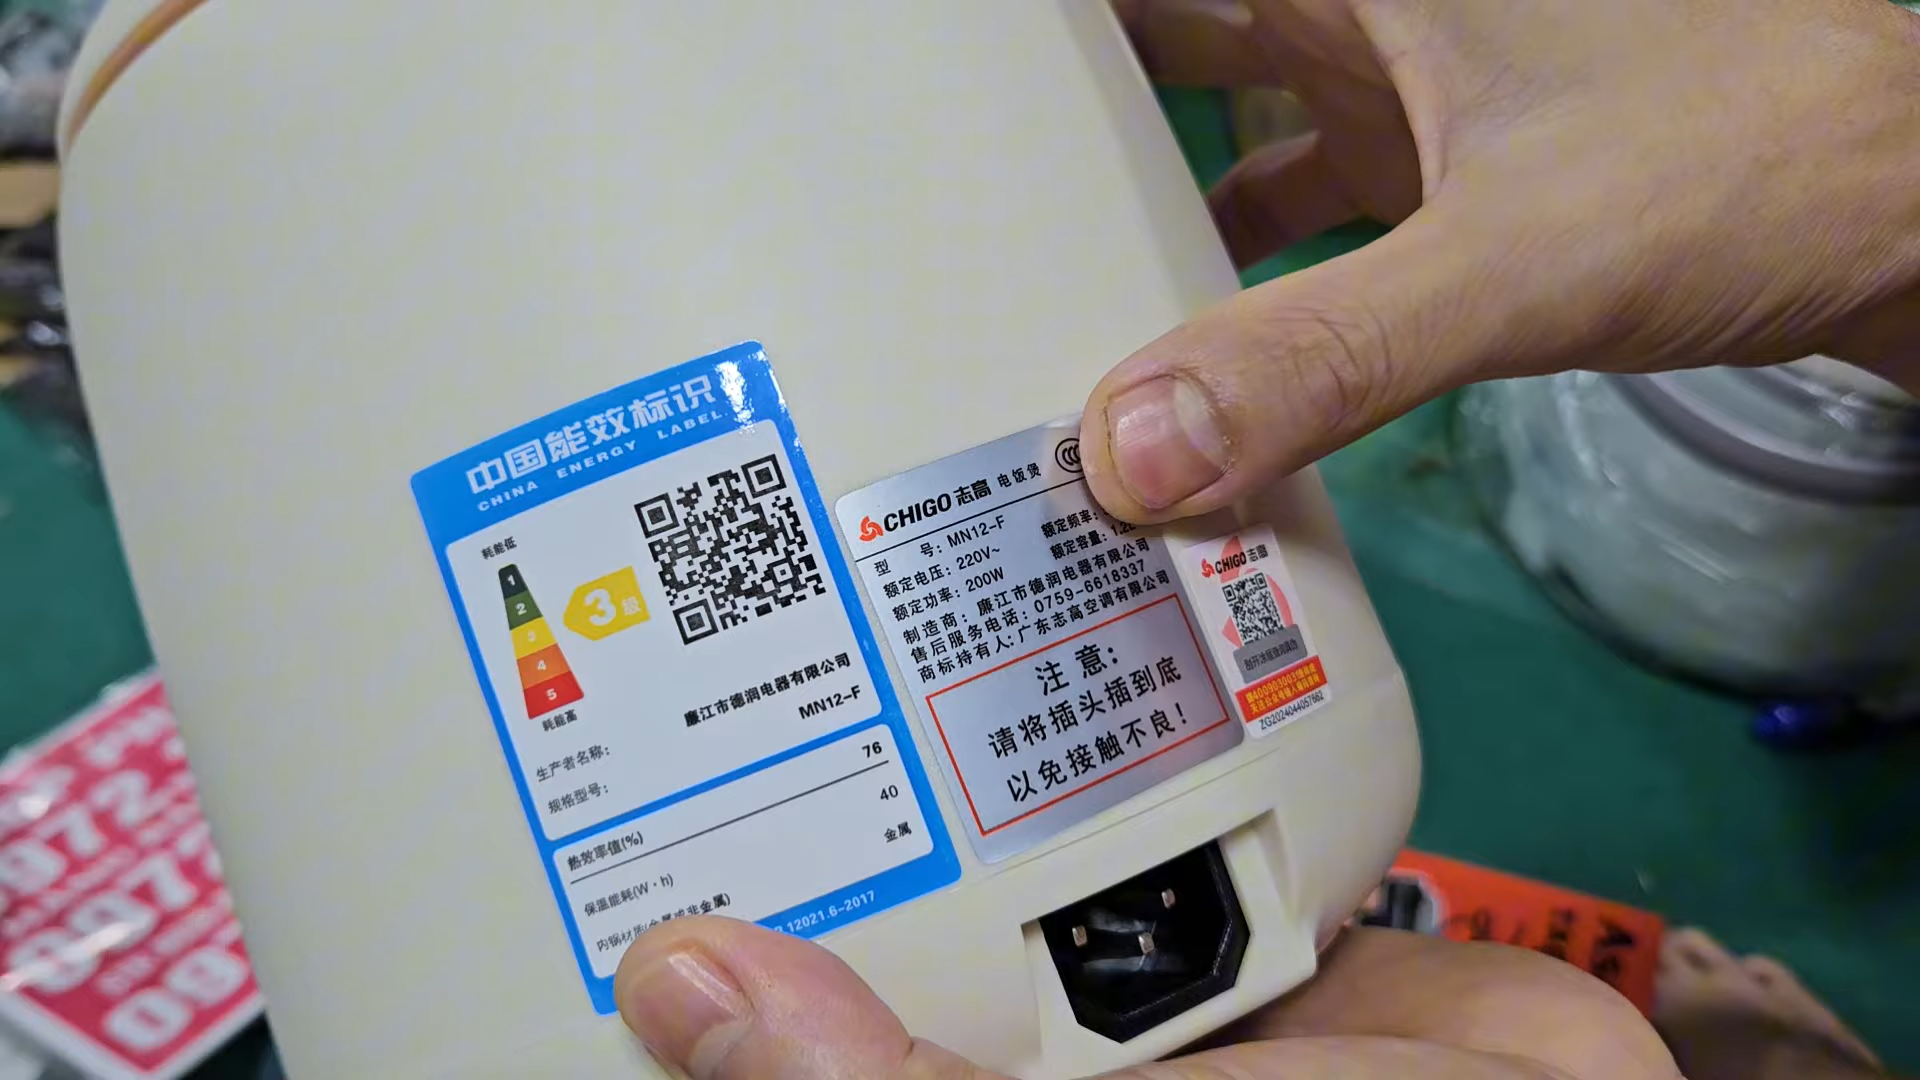 中国能效标识
CHINA ENERGY LABEL
耗能低
1
2
3
4
5
耗能高
3级
生产者名称:
廉江市德润电器有限公司
规格型号:
MN12-F
热效率值(%)
76
保温能耗(W·h)
40
内锅材质(金属或非金属)
金属
12021.6-2017
CHIGO 志高 电饭煲
型 号: MN12-F
额定频率:
额定电压: 220V~
额定容量: 1.2
额定功率: 200W
制造商: 廉江市德润电器有限公司
售后服务电话: 0759-6618337
商标持有人: 广东志高空调有限公司
注 意:
请将插头插到底
以免接触不良!
CHIGO 志高
ZG2024044057662
972
097
09
As